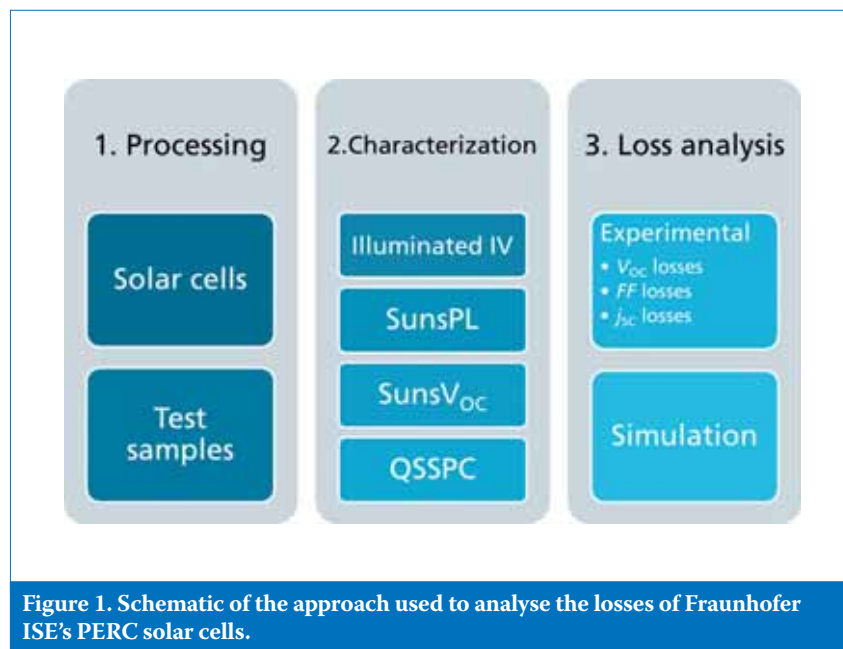 1. Processing
Solar cells
Test
samples
2.Characterization
Illuminated IV
SunsPL
SunsVOC
QSSPC
3. Loss analysis
Experimental
• VOC losses
• FF losses
• jSC losses
Simulation
Figure 1. Schematic of the approach used to analyse the losses of Fraunhofer
ISE's PERC solar cells.